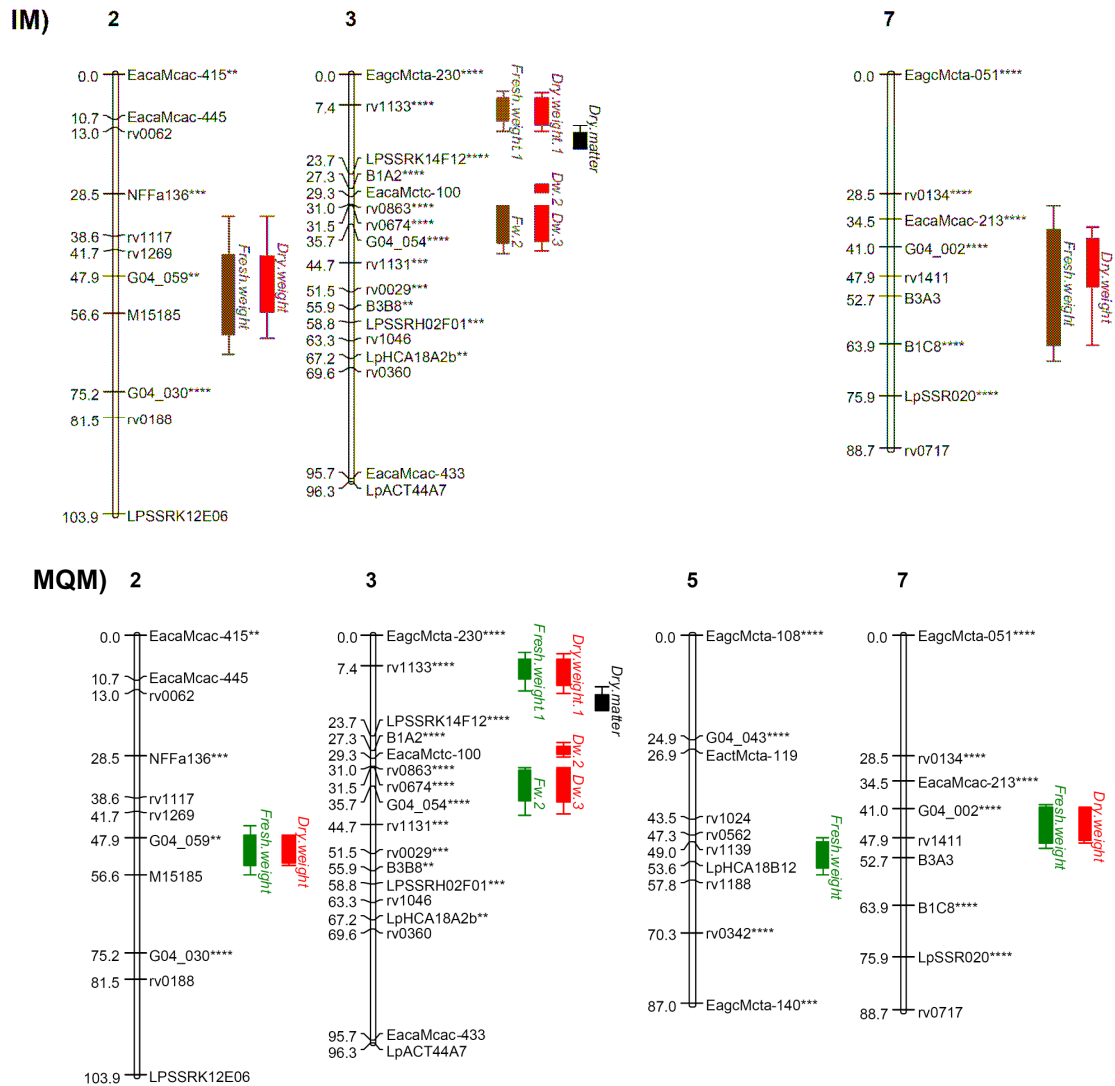 IM)
2
3
7
0.0 EacaMcac-415**
10.7 EacaMcac-445
13.0 rv0062
28.5 NFFa136***
38.6 rv1117
41.7 rv1269
47.9 G04_059**
56.6 M15185
75.2 G04_030****
81.5 rv0188
103.9 LPSSRK12E06
Fresh.weight
Dry.weight
0.0 EagcMcta-230****
7.4 rv1133****
23.7 LPSSRK14F12****
27.3 B1A2****
29.3 EacaMctc-100
31.0 rv0863****
31.5 rv0674****
35.7 G04_054****
44.7 rv1131***
51.5 rv0029***
55.9 B3B8**
58.8 LPSSRH02F01***
63.3 rv1046
67.2 LpHCA18A2b**
69.6 rv0360
95.7 EacaMcac-433
96.3 LpACT44A7
Fresh.weight.1
Dry.weight.1
Dry.matter
Dw.2
Fw.2
Dw.3
0.0 EagcMcta-051****
28.5 rv0134****
34.5 EacaMcac-213****
41.0 G04_002****
47.9 rv1411
52.7 B3A3
63.9 B1C8****
75.9 LpSSR020****
88.7 rv0717
Fresh.weight
Dry.weight
MQM)
2
3
5
7
0.0 EacaMcac-415**
10.7 EacaMcac-445
13.0 rv0062
28.5 NFFa136***
38.6 rv1117
41.7 rv1269
47.9 G04_059**
56.6 M15185
75.2 G04_030****
81.5 rv0188
103.9 LPSSRK12E06
Fresh.weight
Dry.weight
0.0 EagcMcta-230****
7.4 rv1133****
23.7 LPSSRK14F12****
27.3 B1A2****
29.3 EacaMctc-100
31.0 rv0863****
31.5 rv0674****
35.7 G04_054****
44.7 rv1131***
51.5 rv0029***
55.9 B3B8**
58.8 LPSSRH02F01***
63.3 rv1046
67.2 LpHCA18A2b**
69.6 rv0360
95.7 EacaMcac-433
96.3 LpACT44A7
Fresh.weight.1
Dry.weight.1
Dry.matter
Dw.2
Fw.2
Dw.3
0.0 EagcMcta-108****
24.9 G04_043****
26.9 EactMcta-119
43.5 rv1024
47.3 rv0562
49.0 rv1139
53.6 LpHCA18B12
57.8 rv1188
70.3 rv0342****
87.0 EagcMcta-140***
Fresh.weight
0.0 EagcMcta-051****
28.5 rv0134****
34.5 EacaMcac-213****
41.0 G04_002****
47.9 rv1411
52.7 B3A3
63.9 B1C8****
75.9 LpSSR020****
88.7 rv0717
Fresh.weight
Dry.weight